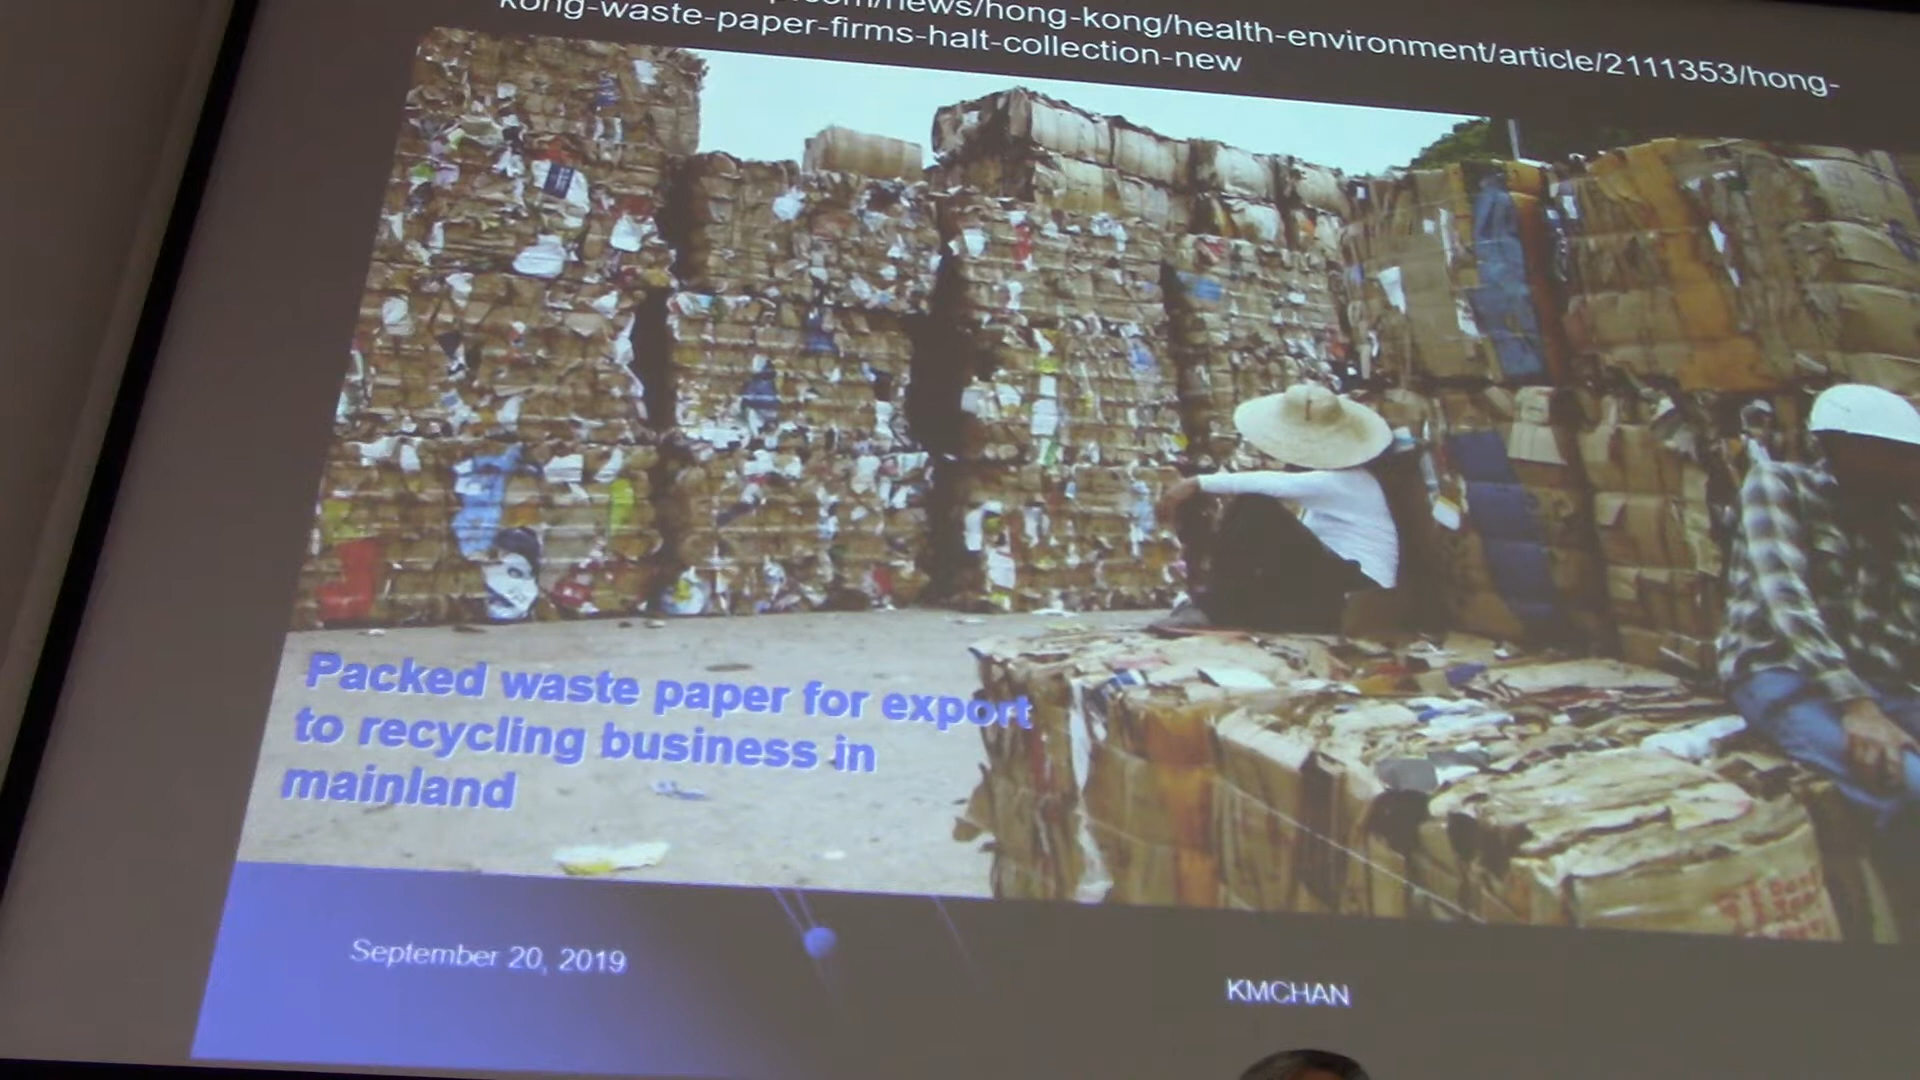 /news/hong-kong/health-environment/article/2111353/hong-
kong-waste-paper-firms-halt-collection-new
Packed waste paper for export
to recycling business in
mainland
September 20, 2019
KMCHAN